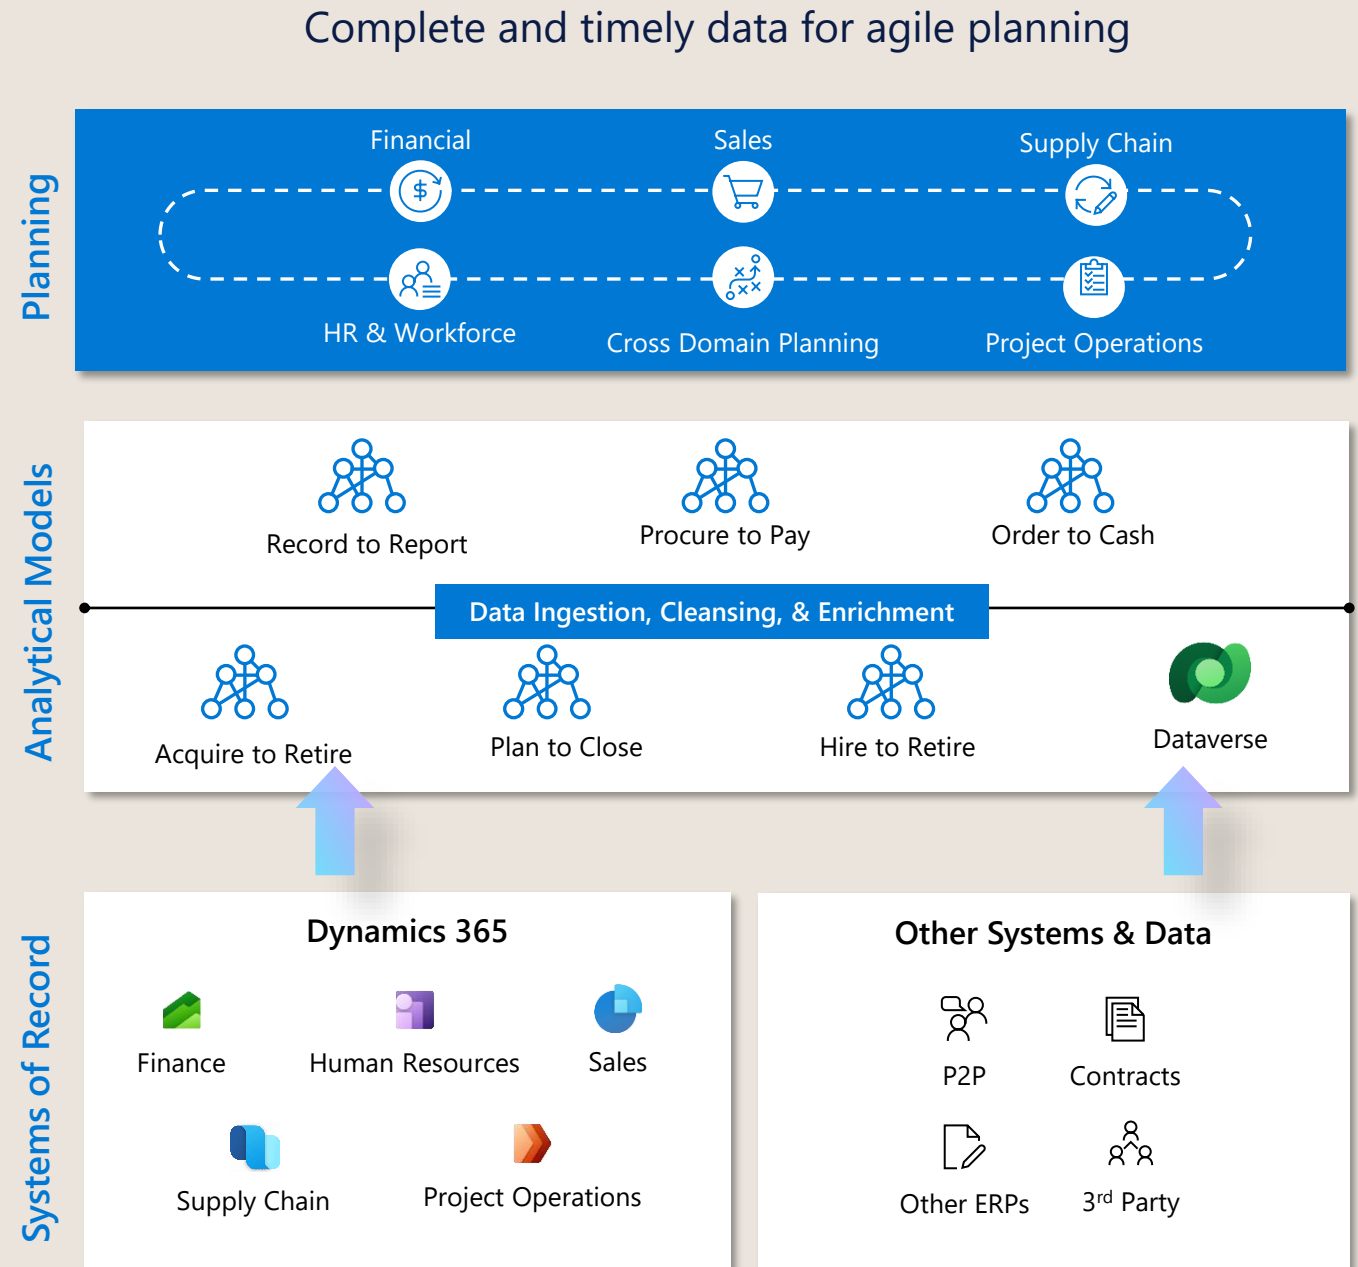 Complete and timely data for agile planning
Planning
Financial
Sales
Supply Chain
$
HR & Workforce
Cross Domain Planning
Project Operations
Analytical Models
Record to Report
Procure to Pay
Order to Cash
Data Ingestion, Cleansing, & Enrichment
Acquire to Retire
Plan to Close
Hire to Retire
Dataverse
Systems of Record
Dynamics 365
Finance
Human Resources
Sales
Supply Chain
Project Operations
Other Systems & Data
P2P
Contracts
Other ERPs
3rd Party